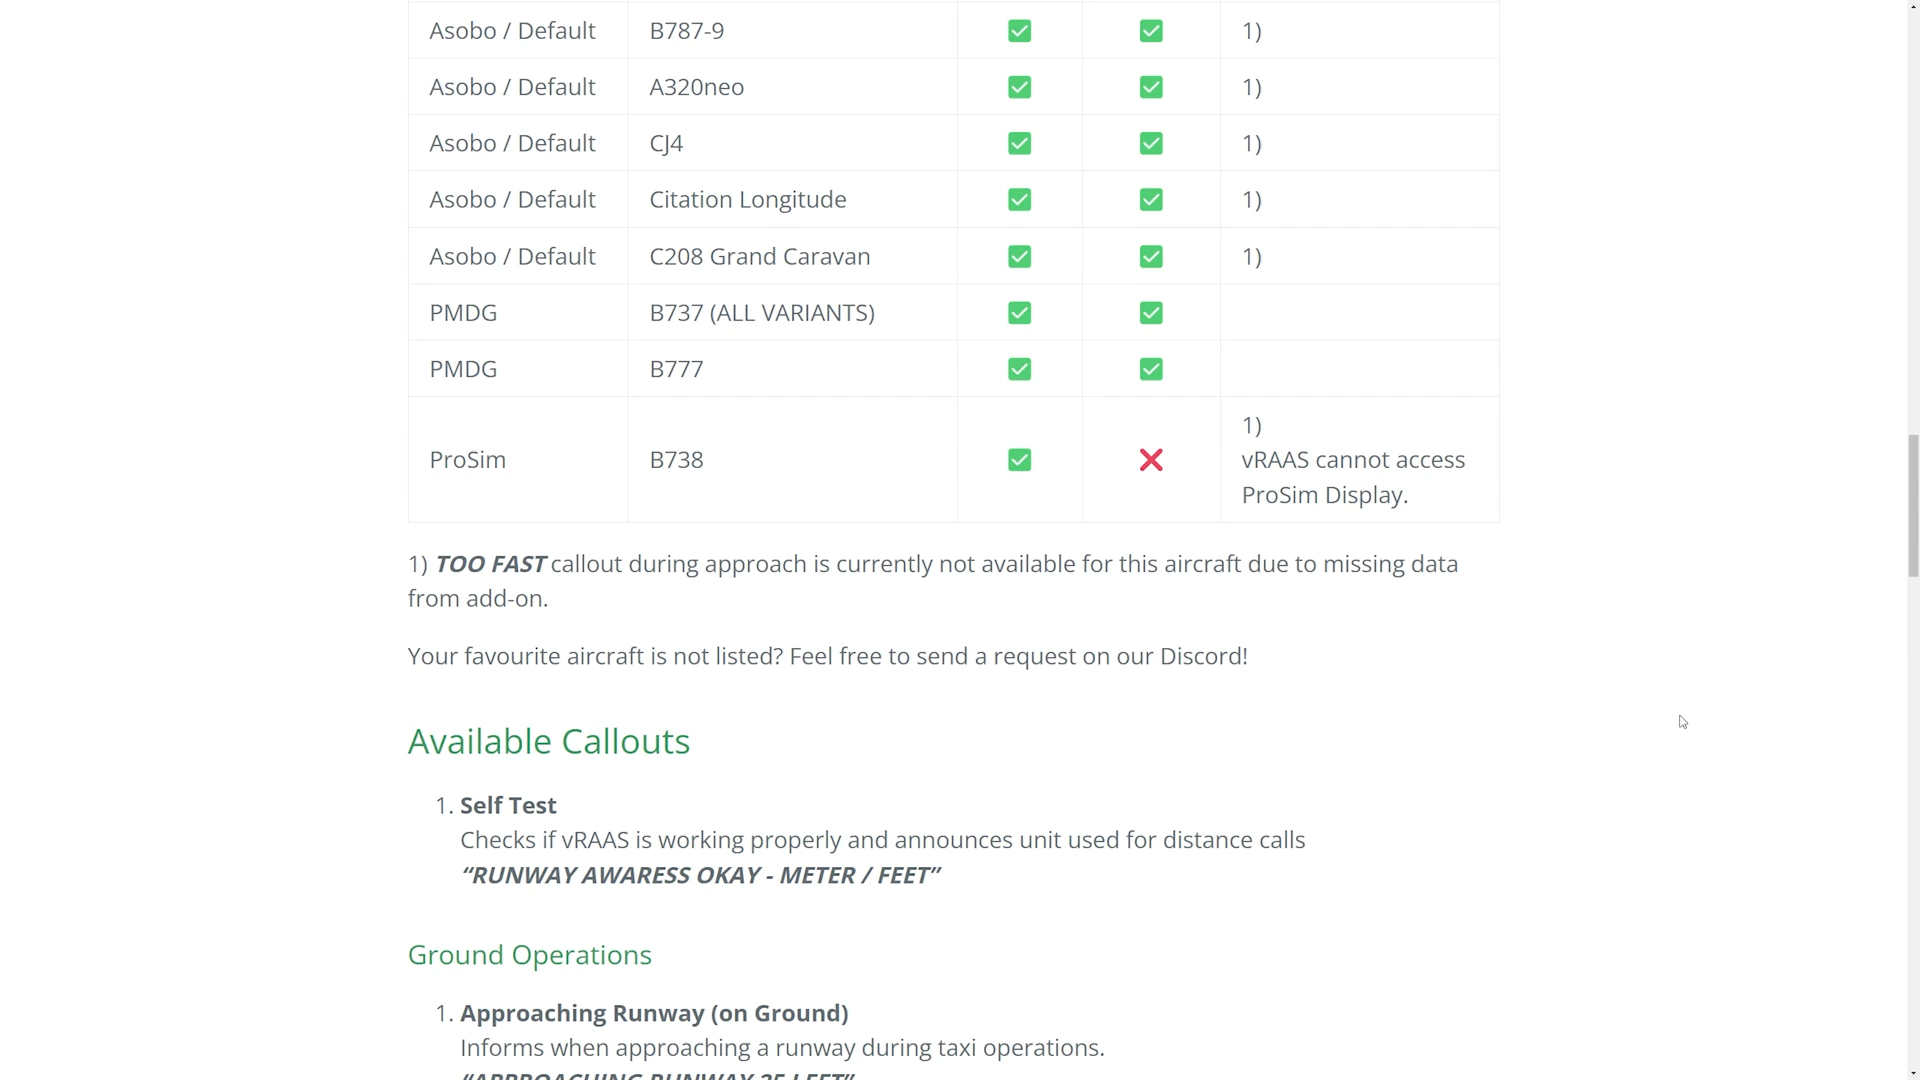 Asobo / Default B787-9 1)
Asobo / Default A320neo 1)
Asobo / Default CJ4 1)
Asobo / Default Citation Longitude 1)
Asobo / Default C208 Grand Caravan 1)
PMDG B737 (ALL VARIANTS)
PMDG B777
1)
ProSim B738 vRAAS cannot access
ProSim Display.
1) TOO FAST callout during approach is currently not available for this aircraft due to missing data
from add-on.
Your favourite aircraft is not listed? Feel free to send a request on our Discord!
Available Callouts
1. Self Test
Checks if vRAAS is working properly and announces unit used for distance calls
“RUNWAY AWARESS OKAY - METER / FEET”
Ground Operations
1. Approaching Runway (on Ground)
Informs when approaching a runway during taxi operations.
“APPROACHING RUNWAY 25 LEFT”